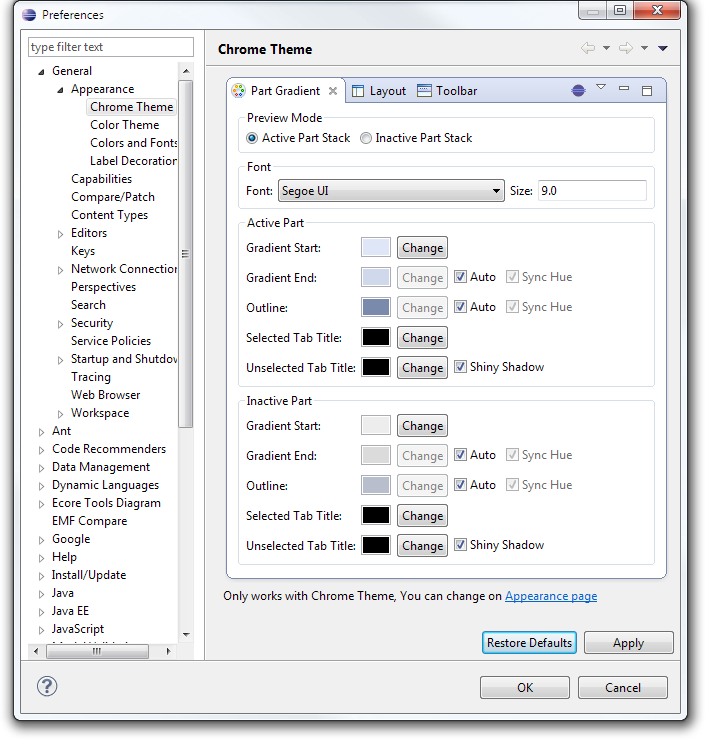 Preferences
type filter text
General
Appearance
Chrome Theme
Color Theme
Colors and Fonts
Label Decoration
Capabilities
Compare/Patch
Content Types
Editors
Keys
Network Connection
Perspectives
Search
Security
Service Policies
Startup and Shutdow
Tracing
Web Browser
Workspace
Ant
Code Recommenders
Data Management
Dynamic Languages
Ecore Tools Diagram
EMF Compare
Google
Help
Install/Update
Java
Java EE
JavaScript
Chrome Theme
Part Gradient Layout Toolbar
Preview Mode
Active Part Stack Inactive Part Stack
Font
Font: Segoe UI Size: 9.0
Active Part
Gradient Start: Change
Gradient End: Change Auto Sync Hue
Outline: Change Auto Sync Hue
Selected Tab Title: Change
Unselected Tab Title: Change Shiny Shadow
Inactive Part
Gradient Start: Change
Gradient End: Change Auto Sync Hue
Outline: Change Auto Sync Hue
Selected Tab Title: Change
Unselected Tab Title: Change Shiny Shadow
Only works with Chrome Theme, You can change on Appearance page
Restore Defaults Apply
? OK Cancel